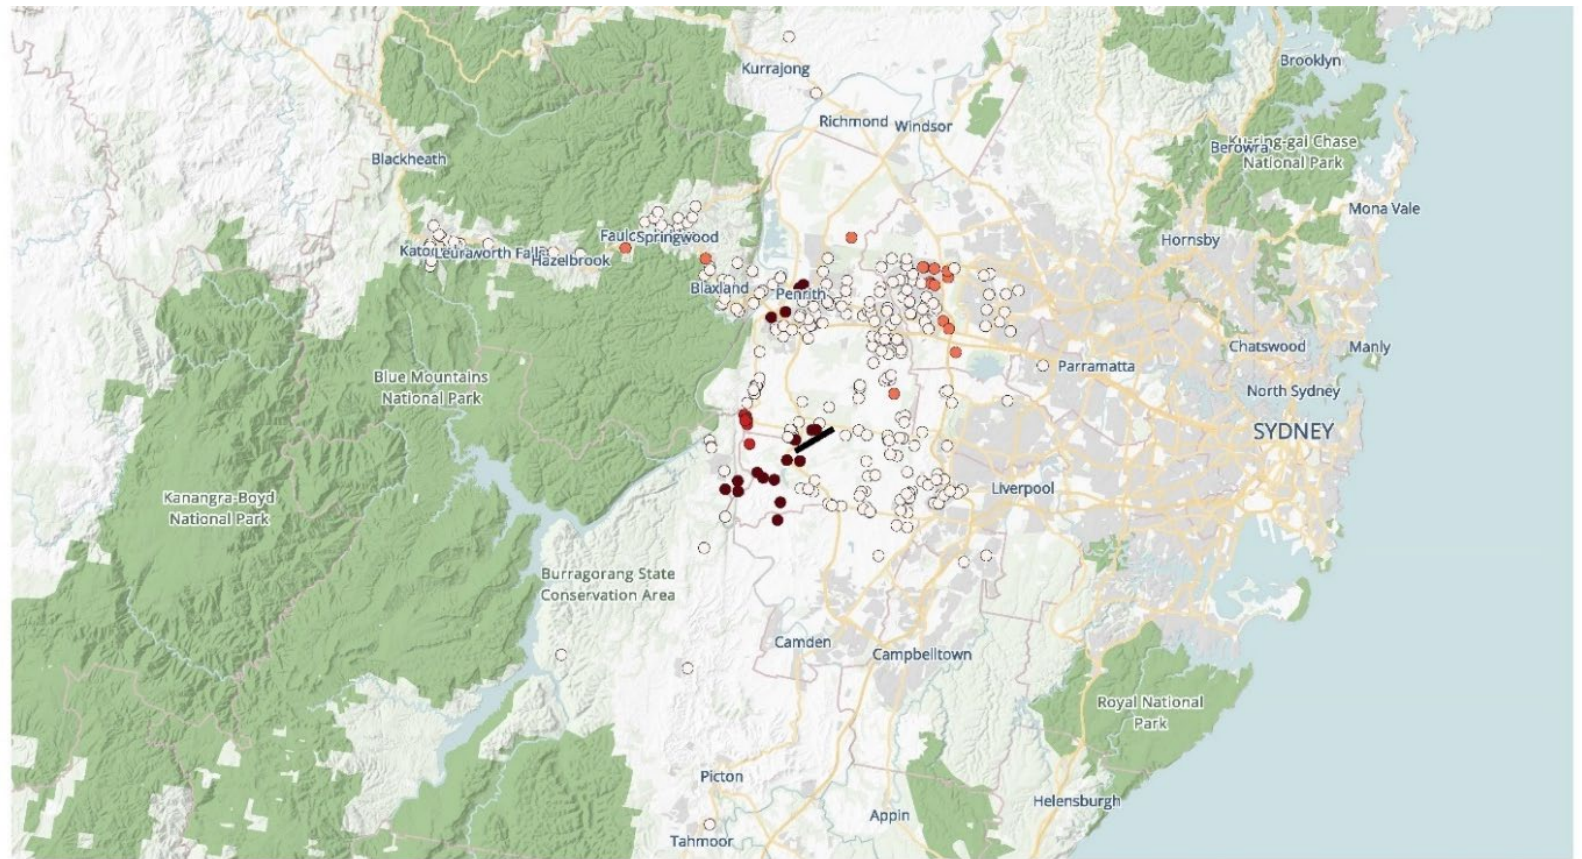 Brooklyn
Kurrajong
Richmond
Windsor
Berowra
Ku-ring-gai Chase
National Park
Blackheath
Mona Vale
Springwood
Hornsby
Hazelbrook
Blaxland
Penrith
Chatswood
Manly
Parramatta
Blue Mountains
National Park
North Sydney
SYDNEY
Liverpool
Kanangra-Boyd
National Park
Burragorang State
Conservation Area
Camden
Campbelltown
Royal National
Park
Picton
Helensburgh
Appin
Tahmoor